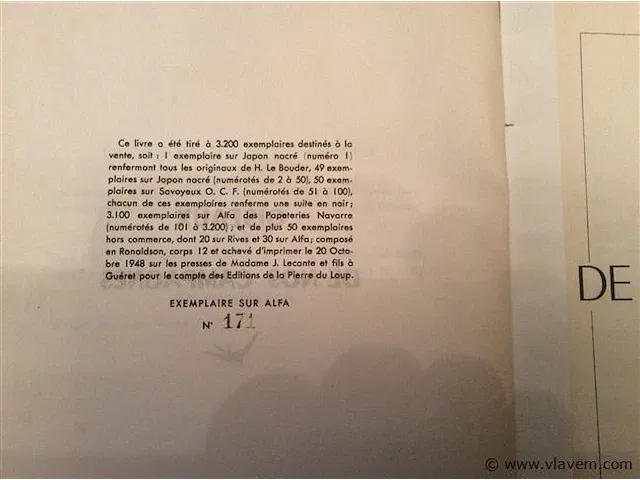 Ce livre a été tiré à 3.200 exemplaires destinés à la
vente, soit : 1 exemplaire sur Japon nacré (numéro 1)
renfermant tous les originaux de H. Le Bouder, 49 exem-
plaires sur Japon nacré (numérotés de 2 à 50), 50 exem-
plaires sur Savoyeux O. C. F. (numérotés de 51 à 100),
chacun de ces exemplaires renferme une suite en noir ;
3.100 exemplaires sur Alfa des Papeteries Navarre
(numérotés de 101 à 3.200) ; et de plus 50 exemplaires
hors commerce, dont 20 sur Rives et 30 sur Alfa ; composé
en Ronaldson, corps 12 et achevé d'imprimer le 20 Octo-
bre 1948 sur les presses de Madame J. Lecante et fils à
Guéret pour le compte des Editions de la Pierre du Loup.
EXEMPLAIRE SUR ALFA
N° 171
DE
© www.vlavem.com